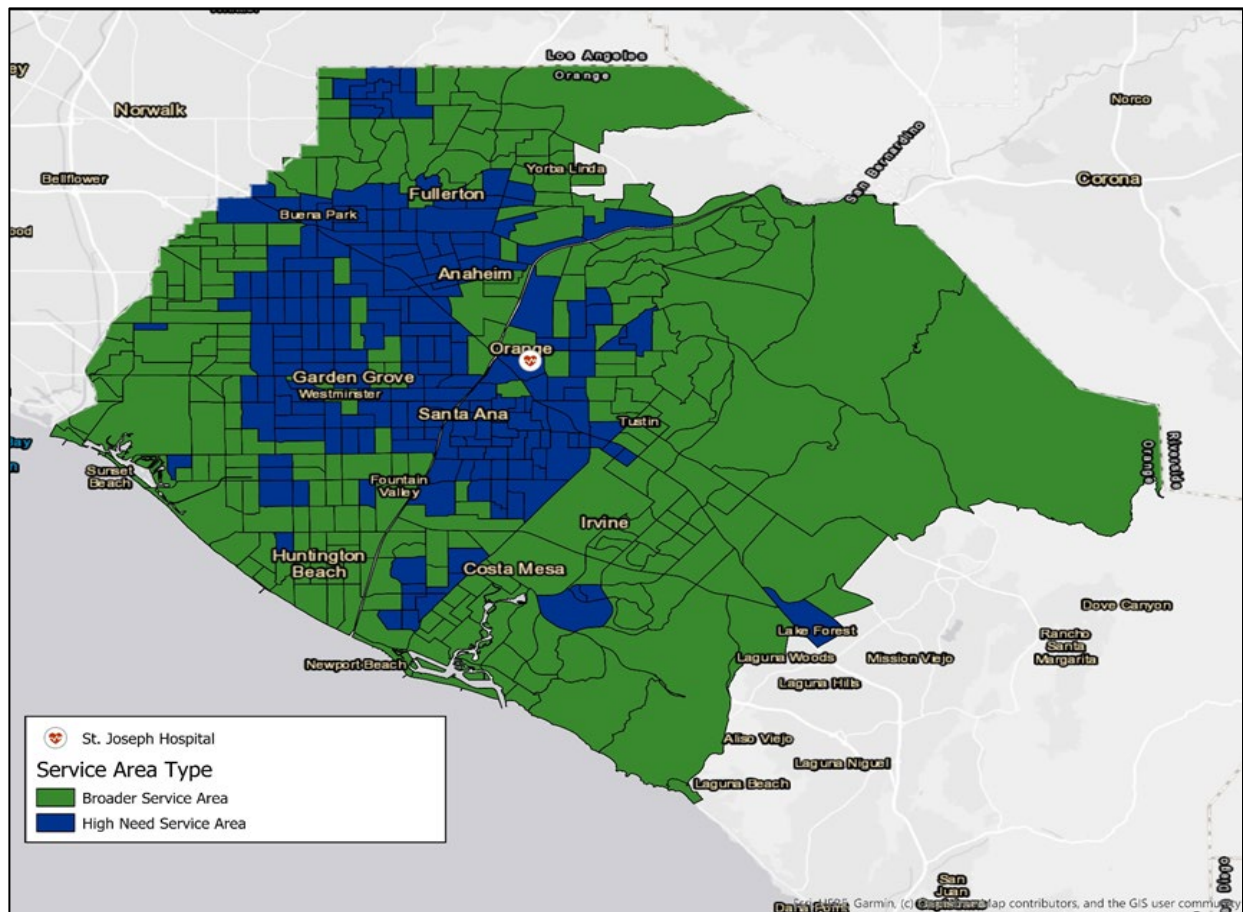 Los Angeles
Orange
Norwalk
Norco
Bellflower
Yorba Linda
San Bernardino
Corona
Fullerton
Buena Park
Anaheim
Orange
Garden Grove
Westminster
Santa Ana
Tustin
Sunset
Beach
Fountain
Valley
Riverside
Orange
Irvine
Huntington
Beach
Costa Mesa
Dove Canyon
Lake Forest
Rancho
Santa
Margarita
Newport Beach
Laguna Woods
Mission Viejo
Laguna Hills
St. Joseph Hospital
Service Area Type
Broader Service Area
High Need Service Area
Aliso Viejo
Laguna Niguel
Laguna Beach
San
Juan
Garmin, (c)
Map contributors, and the GIS user community